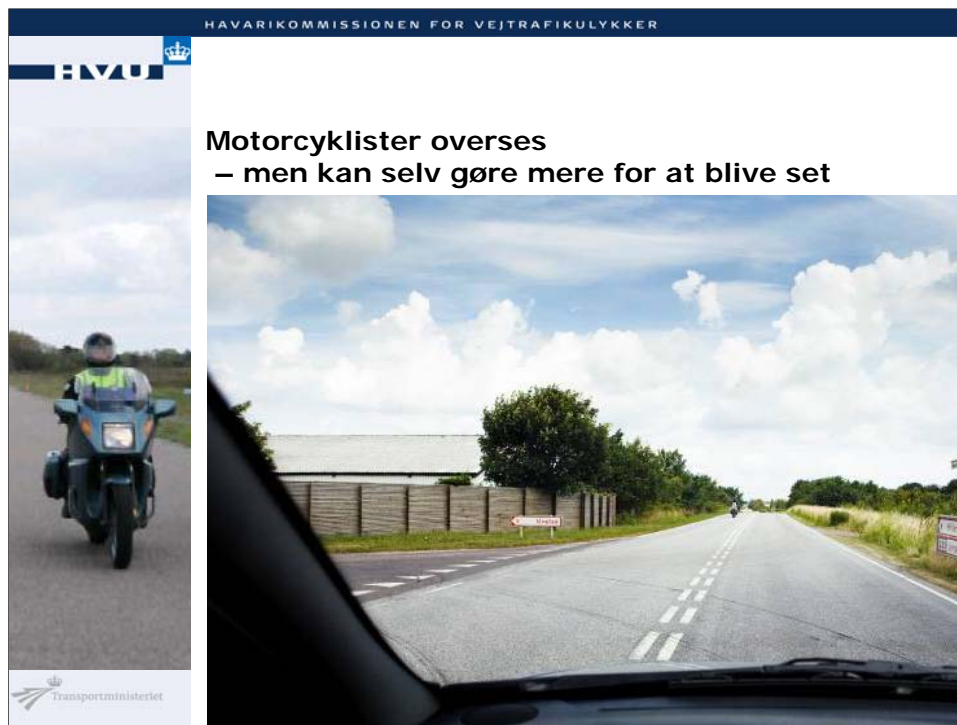 HAVARIKOMMISSIONEN FOR VEJTRAFIKULYKKER
HVU
Motorcyklister overses
– men kan selv gøre mere for at blive set
Transportministeriet